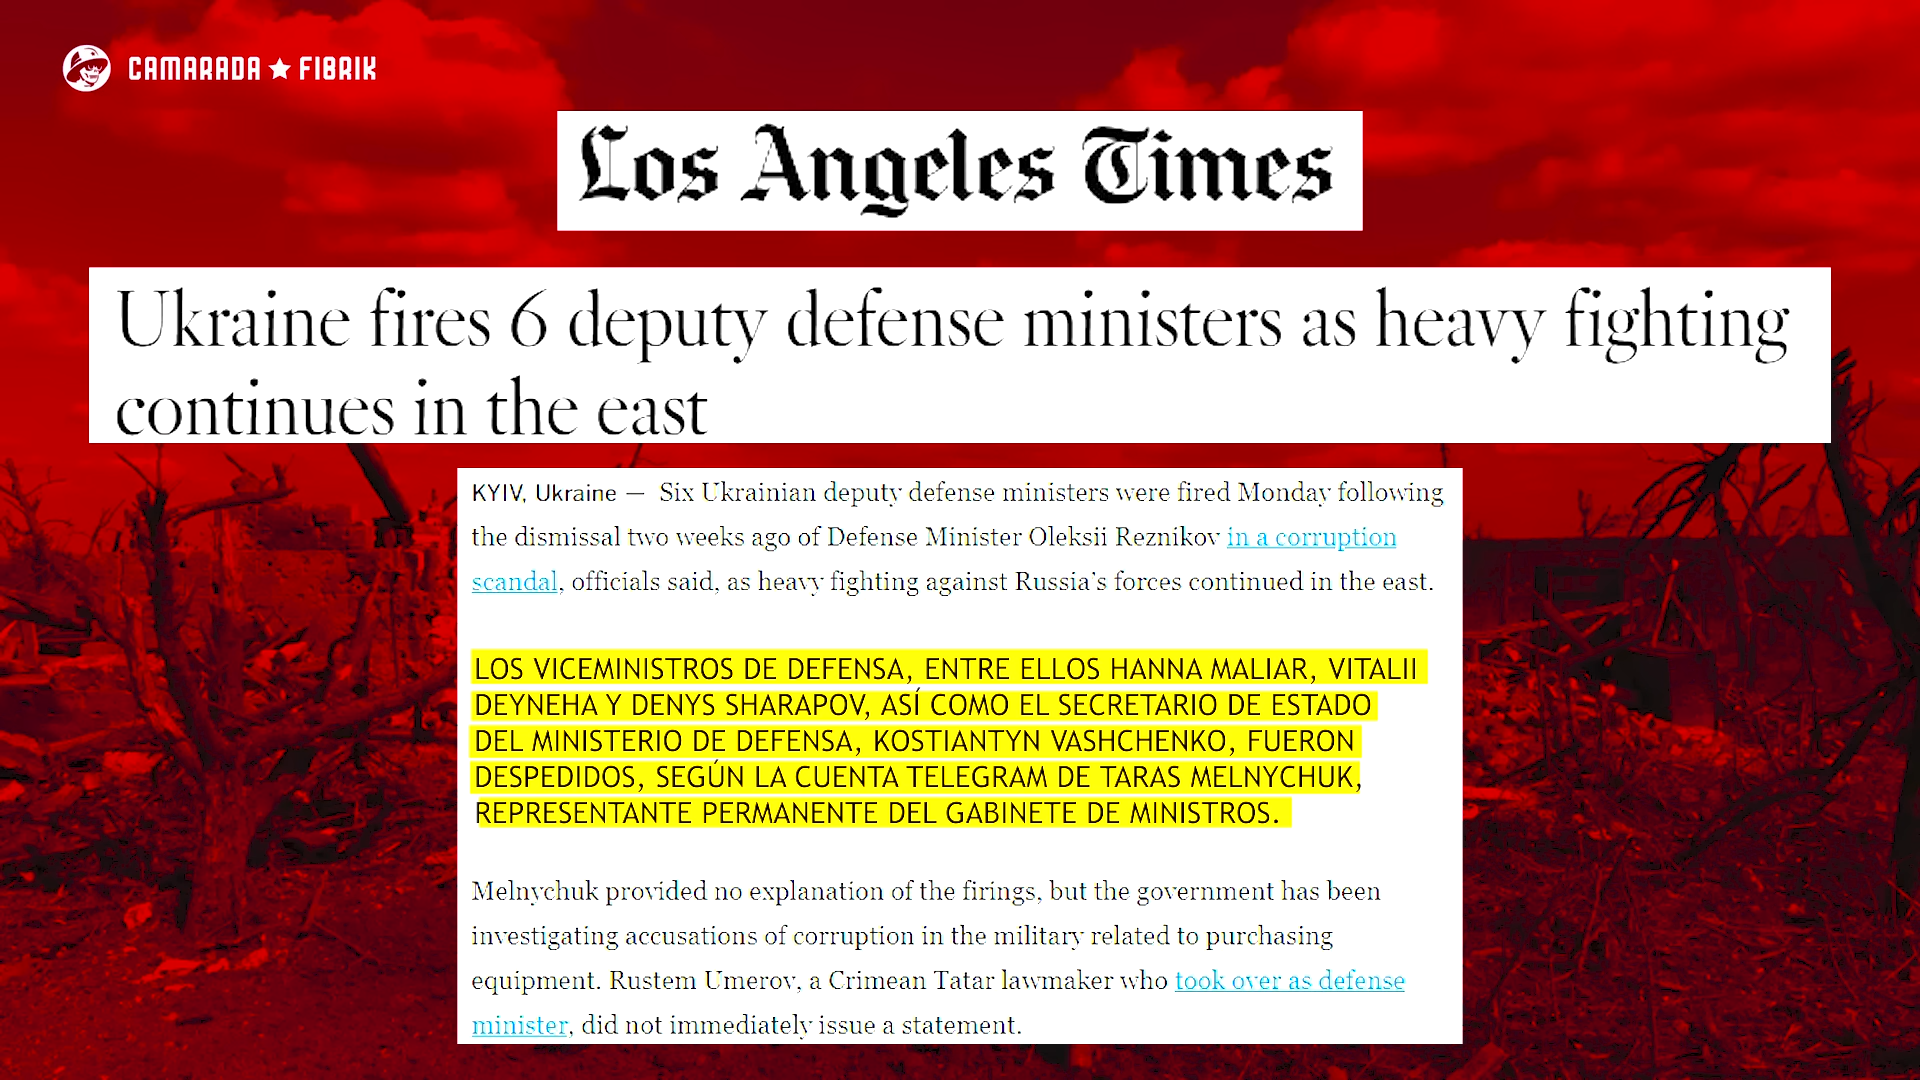 CAMARADA ★ FIBRIK
Los Angeles Times
Ukraine fires 6 deputy defense ministers as heavy fighting
continues in the east
KYIV, Ukraine — Six Ukrainian deputy defense ministers were fired Monday following
the dismissal two weeks ago of Defense Minister Oleksii Reznikov in a corruption
scandal, officials said, as heavy fighting against Russia's forces continued in the east.
LOS VICEMINISTROS DE DEFENSA, ENTRE ELLOS HANNA MALIAR, VITALII
DEYNEHA Y DENYS SHARAPOV, ASÍ COMO EL SECRETARIO DE ESTADO
DEL MINISTERIO DE DEFENSA, KOSTIANTYN VASHCHENKO, FUERON
DESPEDIDOS, SEGÚN LA CUENTA TELEGRAM DE TARAS MELNYCHUK,
REPRESENTANTE PERMANENTE DEL GABINETE DE MINISTROS.
Melnychuk provided no explanation of the firings, but the government has been
investigating accusations of corruption in the military related to purchasing
equipment. Rustem Umerov, a Crimean Tatar lawmaker who took over as defense
minister, did not immediately issue a statement.